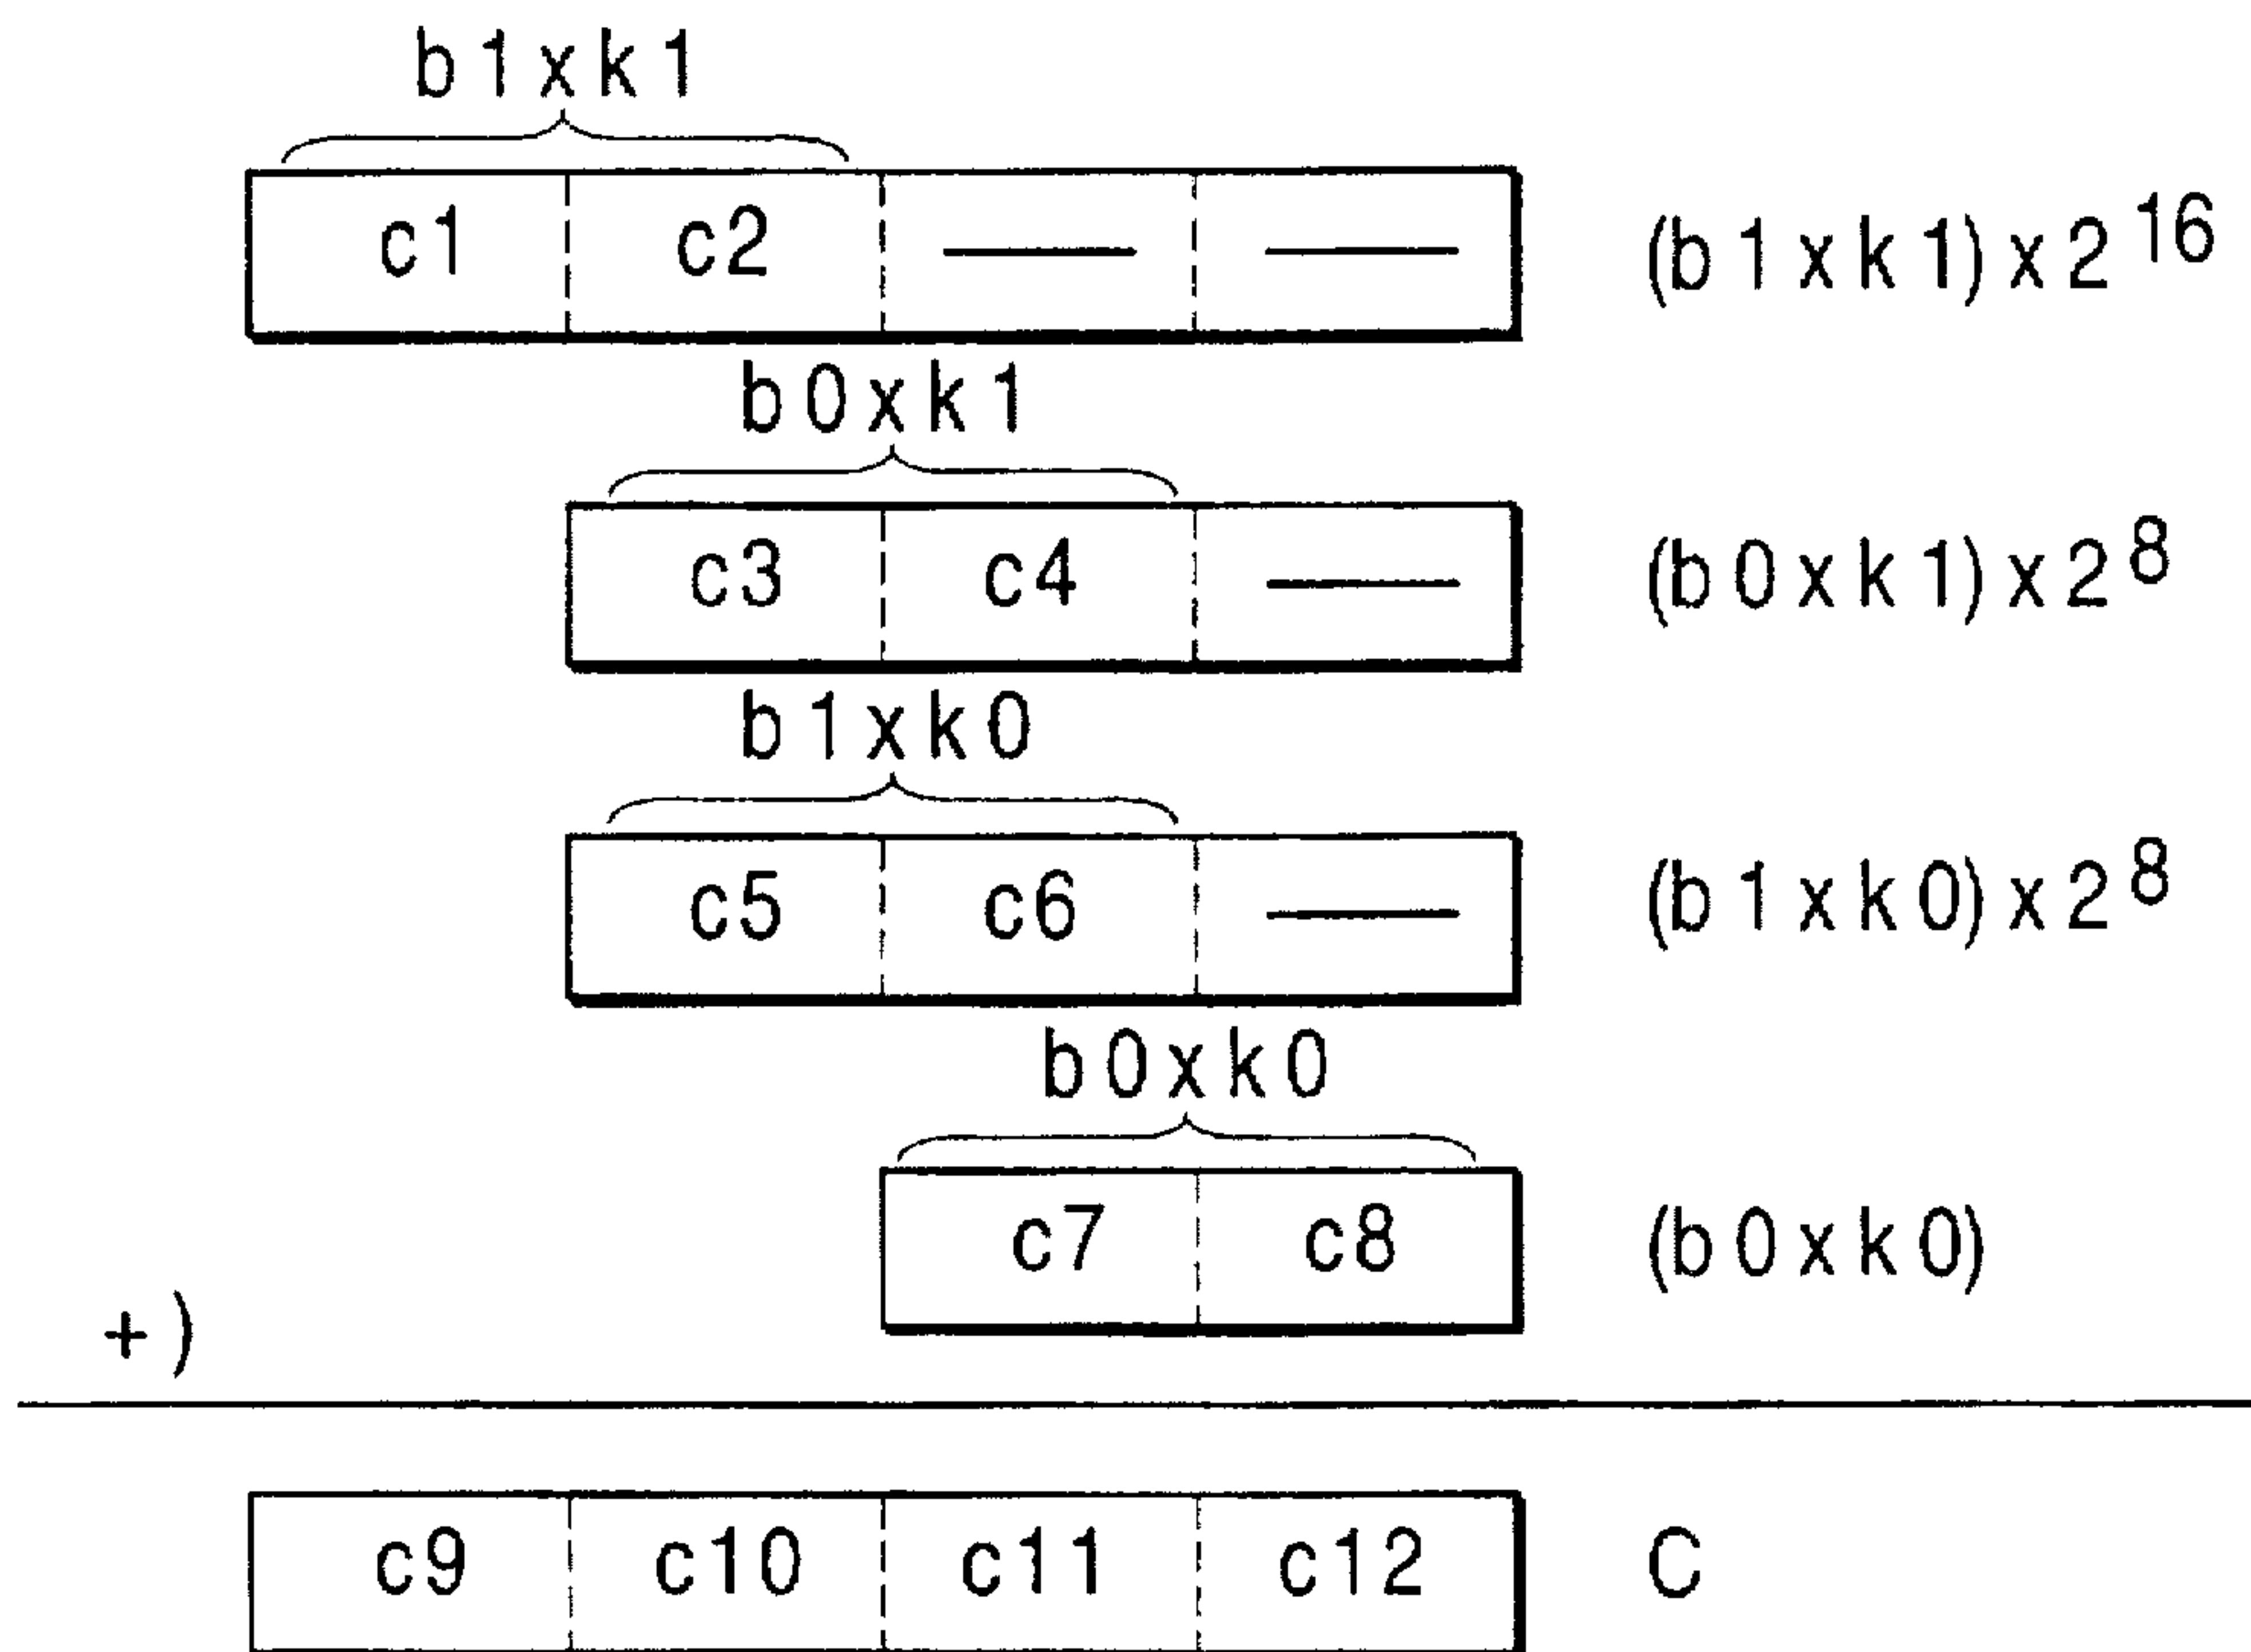 b1xk1
c1 c2 — — (b1xk1)x2^16
b0xk1
c3 c4 — (b0xk1)x2^8
b1xk0
c5 c6 — (b1xk0)x2^8
b0xk0
c7 c8 (b0xk0)
+)
c9 c10 c11 c12 C